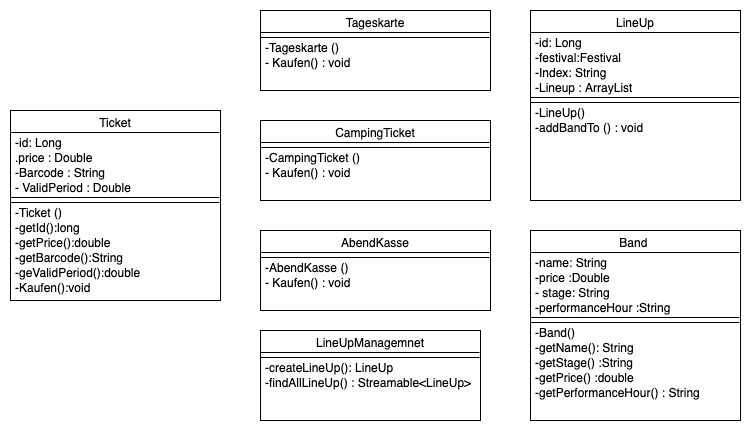 Ticket
-id: Long
.price : Double
-Barcode : String
- ValidPeriod : Double
-Ticket ()
-getId():long
-getPrice():double
-getBarcode():String
-geValidPeriod():double
-Kaufen():void
Tageskarte
-Tageskarte ()
- Kaufen() : void
CampingTicket
-CampingTicket ()
- Kaufen() : void
AbendKasse
-AbendKasse ()
- Kaufen() : void
LineUpManagemnet
-createLineUp(): LineUp
-findAllLineUp() : Streamable<LineUp>
LineUp
-id: Long
-festival:Festival
-Index: String
-Lineup : ArrayList
-LineUp()
-addBandTo () : void
Band
-name: String
-price :Double
- stage: String
-performanceHour :String
-Band()
-getName(): String
-getStage() :String
-getPrice() :double
-getPerformanceHour() : String